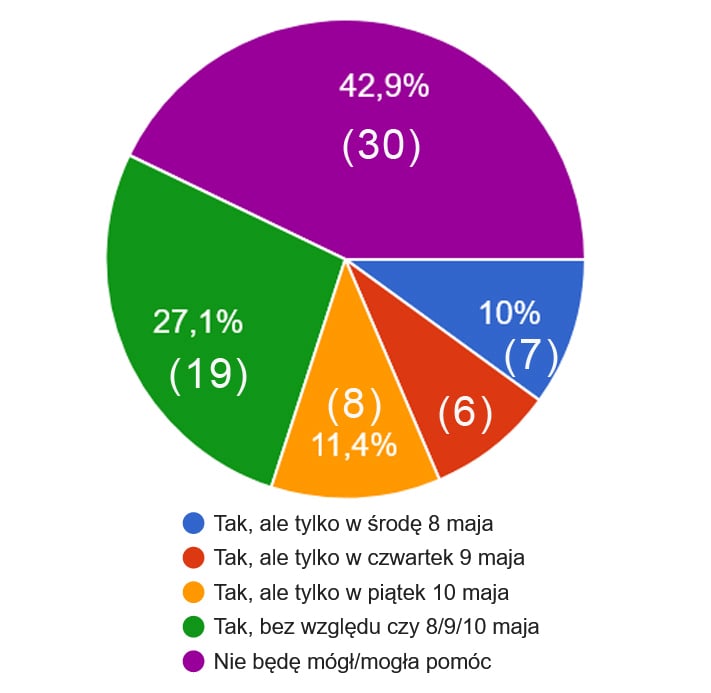 42,9%
(30)
10%
(7)
27,1%
(19)
(8)
11,4%
(6)
Tak, ale tylko w środę 8 maja
Tak, ale tylko w czwartek 9 maja
Tak, ale tylko w piątek 10 maja
Tak, bez względu czy 8/9/10 maja
Nie będę mógł/mogła pomóc